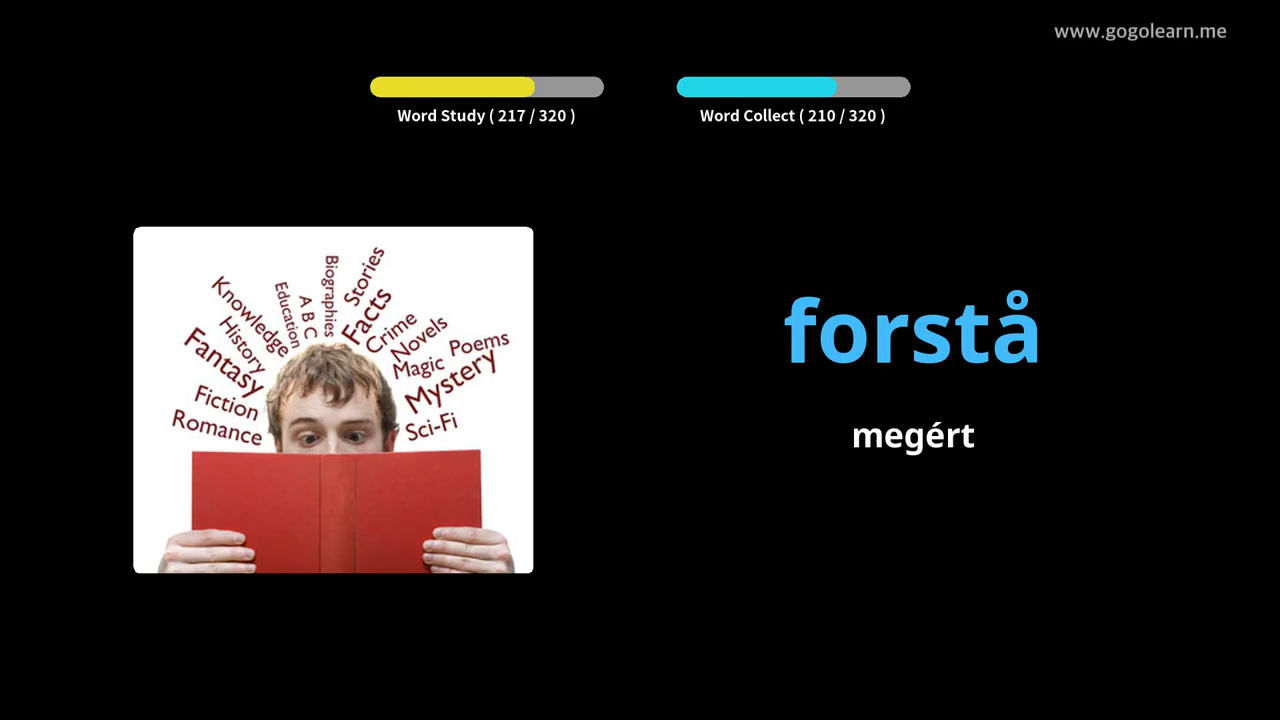 www.gogolearn.me
Word Study ( 217 / 320 )
Word Collect ( 210 / 320 )
Knowledge
Education
A B C
Biographies
Stories
Facts
History
Crime
Novels
Fantasy
Magic
Poems
Mystery
Fiction
Romance
Sci-Fi
forstå
megért